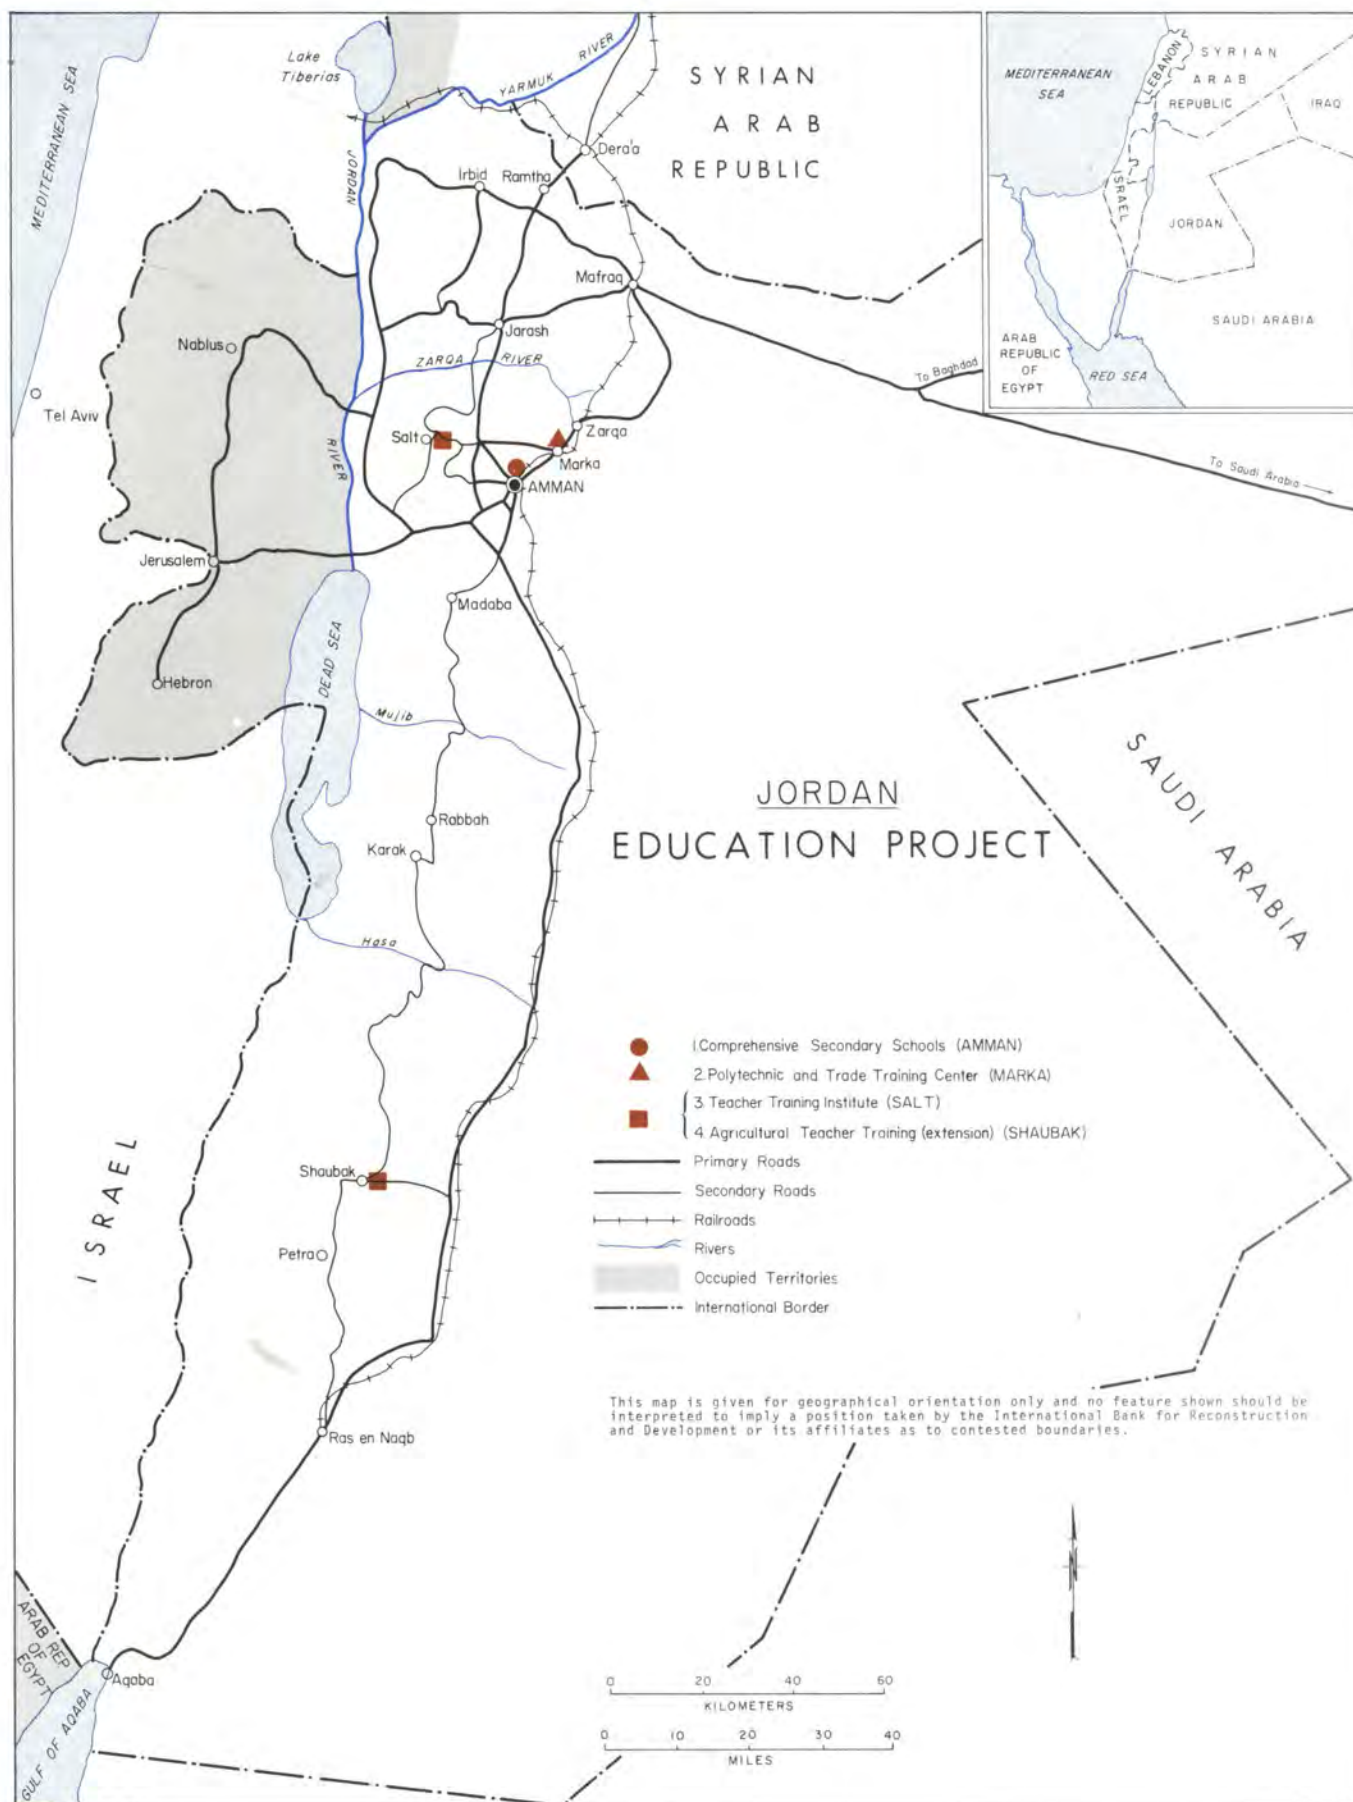 MEDITERRANEAN SEA
Lake
Tiberias
YARMUK RIVER
SYRIAN
ARAB
REPUBLIC
Dera'a
Irbid
Ramtha
JORDAN
RIVER
Mafraq
Jarash
Nablus
ZARQA RIVER
To Baghdad
Tel Aviv
Salt
Zarqa
Marka
AMMAN
To Saudi Arabia
Jerusalem
Madaba
DEAD SEA
Hebron
Mujib
SAUDI ARABIA
JORDAN
EDUCATION PROJECT
Rabbah
Karak
Hasa
ISRAEL
Shaubak
Petra
Ras en Naqb
ARAB REP
OF
EGYPT
Aqaba
GULF OF AQABA
MEDITERRANEAN
SEA
LEBANON
SYRIAN
ARAB
REPUBLIC
IRAQ
ISRAEL
JORDAN
SAUDI ARABIA
ARAB
REPUBLIC
OF
EGYPT
RED SEA
1.Comprehensive Secondary Schools (AMMAN)
2.Polytechnic and Trade Training Center (MARKA)
3.Teacher Training Institute (SALT)
4.Agricultural Teacher Training (extension) (SHAUBAK)
Primary Roads
Secondary Roads
Railroads
Rivers
Occupied Territories
International Border
This map is given for geographical orientation only and no feature shown should be
interpreted to imply a position taken by the International Bank for Reconstruction
and Development or its affiliates as to contested boundaries.
N
0 20 40 60
KILOMETERS
0 10 20 30 40
MILES